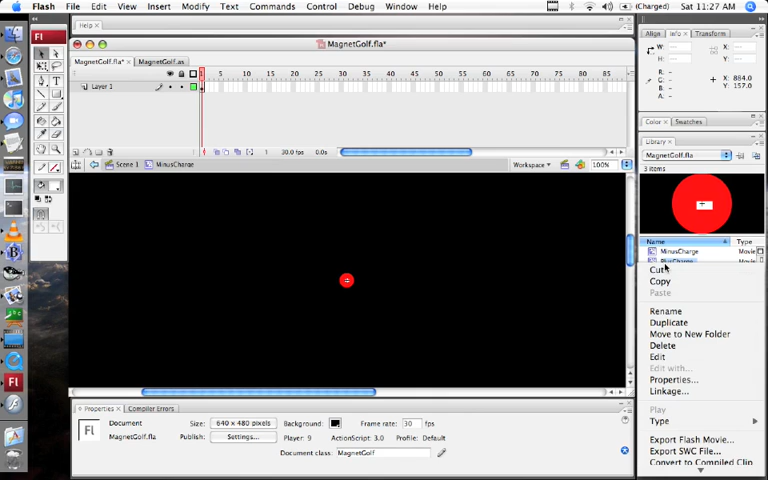 Flash File Edit View Insert Modify Text Commands Control Debug Window Help (Charged) Sat 11:27 AM
Help ×
MagnetGolf.fla*
Fl
MagnetGolf.fla* MagnetGolf.as
1 5 10 15 20 25 30 35 40 45 50 55 60 65 70 75 80 85
Layer 1
1 30.0 fps 0.0s
Scene 1 MinusCharge Workspace 100%
Align Info × Transform
W:
H:
R:
G:
B:
A:
X: 884.0
Y: 157.0
Color × Swatches
Library ×
MagnetGolf.fla
3 items
Name Type
MinusCharge Movie
PlusCharge Movie
Cut
Copy
Paste
Rename
Duplicate
Move to New Folder
Delete
Edit
Edit with...
Properties...
Linkage...
Play
Type
Export Flash Movie...
Export SWC File...
Convert to Compiled Clip
Properties × Compiler Errors
Fl
Document
MagnetGolf.fla
Size: 640 x 480 pixels Background: Frame rate: 30 fps
Publish: Settings... Player: 9 ActionScript: 3.0 Profile: Default
Document class: MagnetGolf